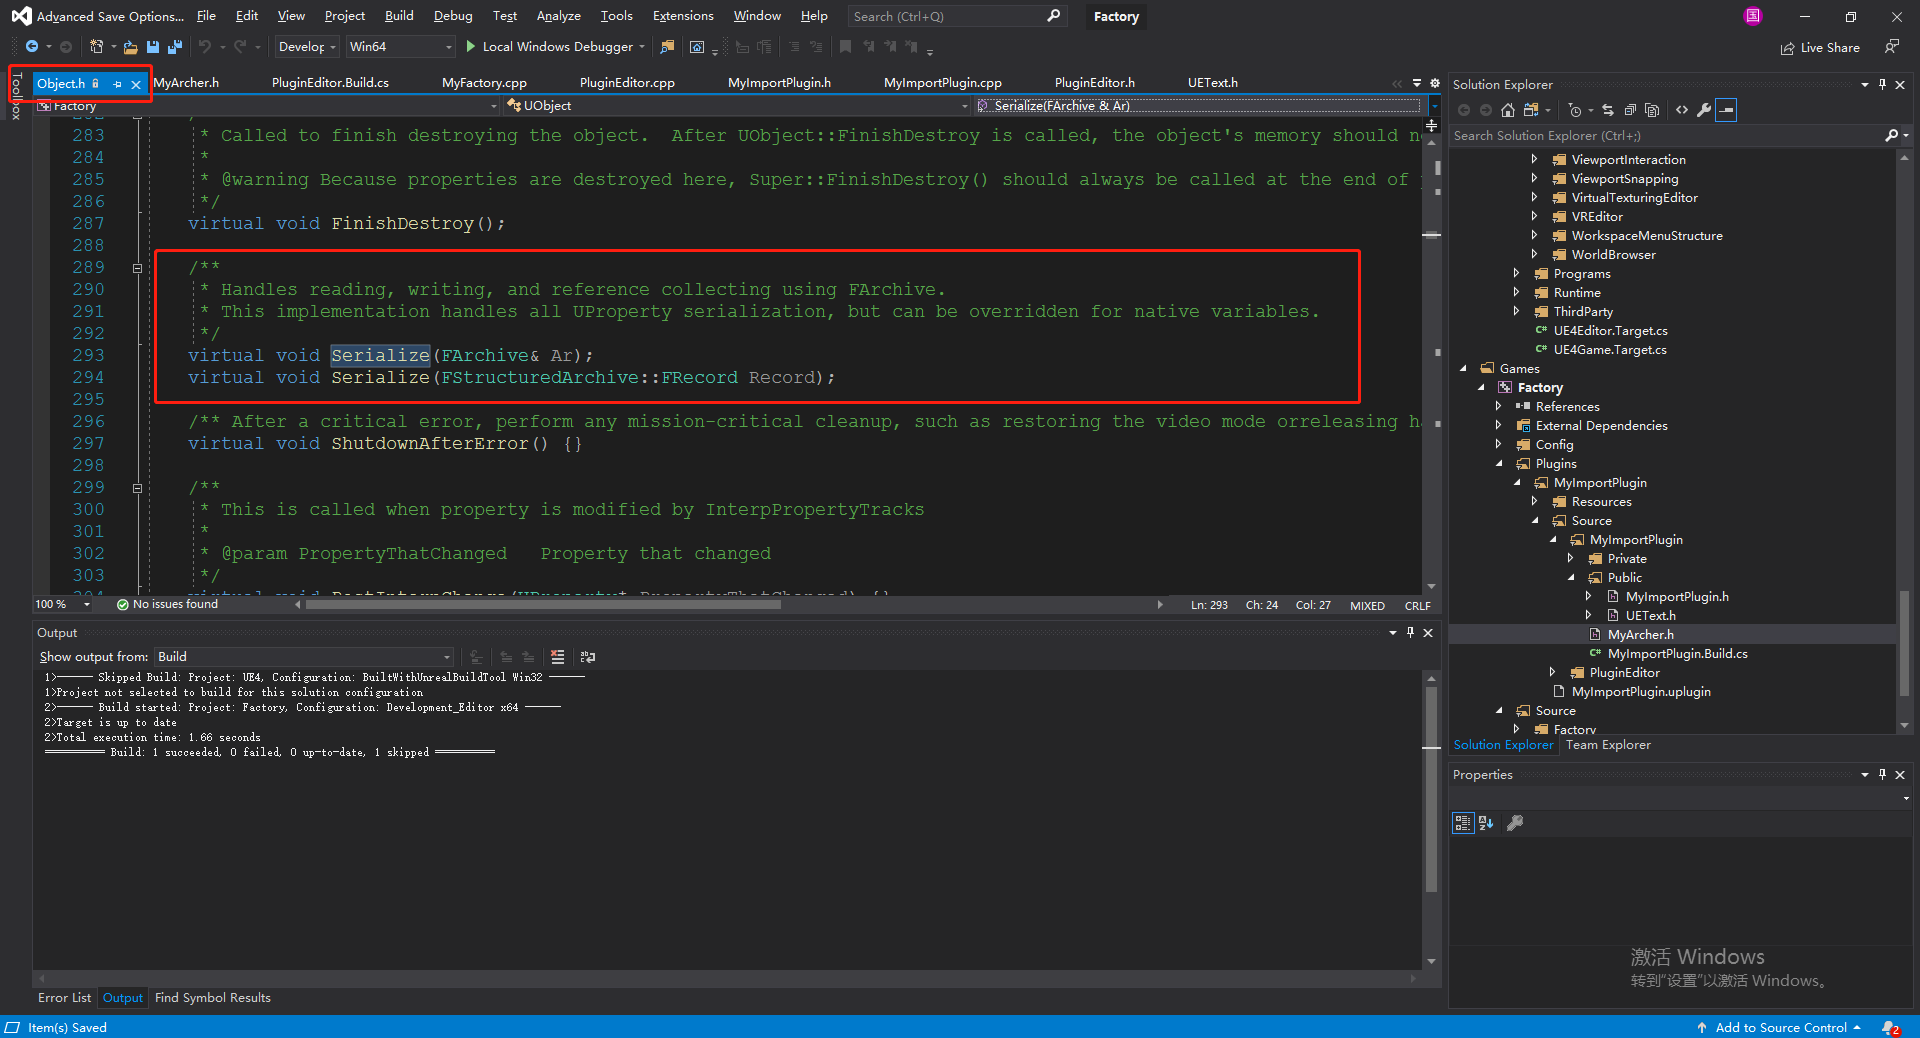 Advanced Save Options... File Edit View Project Build Debug Test Analyze Tools Extensions Window Help Search (Ctrl+Q) Factory 国
Develop Win64 Local Windows Debugger Live Share
Toolbox
Object.h MyArcher.h PluginEditor.Build.cs MyFactory.cpp PluginEditor.cpp MyImportPlugin.h MyImportPlugin.cpp PluginEditor.h UEText.h
Factory UObject Serialize(FArchive & Ar)
283 * Called to finish destroying the object.  After UObject::FinishDestroy is called, the object's memory should
284 *
285 * @warning Because properties are destroyed here, Super::FinishDestroy() should always be called at the end of
286 */
287 virtual void FinishDestroy();
288
289 /**
290 * Handles reading, writing, and reference collecting using FArchive.
291 * This implementation handles all UProperty serialization, but can be overridden for native variables.
292 */
293 virtual void Serialize(FArchive& Ar);
294 virtual void Serialize(FStructuredArchive::FRecord Record);
295
296 /** After a critical error, perform any mission-critical cleanup, such as restoring the video mode orreleasing
297 virtual void ShutdownAfterError() {}
298
299 /**
300 * This is called when property is modified by InterpPropertyTracks
301 *
302 * @param PropertyThatChanged   Property that changed
303 */
100 % No issues found Ln: 293 Ch: 24 Col: 27 MIXED CRLF
Output
Show output from: Build
1>------ Skipped Build: Project: UE4, Configuration: BuiltWithUnrealBuildTool Win32 ------
1>Project not selected to build for this solution configuration
2>------ Build started: Project: Factory, Configuration: Development_Editor x64 ------
2>Target is up to date
2>Total execution time: 1.66 seconds
========== Build: 1 succeeded, 0 failed, 0 up-to-date, 1 skipped ==========
Error List Output Find Symbol Results
Solution Explorer
Search Solution Explorer (Ctrl+;)
ViewportInteraction
ViewportSnapping
VirtualTexturingEditor
VREditor
WorkspaceMenuStructure
WorldBrowser
Programs
Runtime
ThirdParty
C# UE4Editor.Target.cs
C# UE4Game.Target.cs
Games
Factory
References
External Dependencies
Config
Plugins
MyImportPlugin
Resources
Source
MyImportPlugin
Private
Public
MyImportPlugin.h
UEText.h
MyArcher.h
C# MyImportPlugin.Build.cs
PluginEditor
MyImportPlugin.uplugin
Source
Factory
Solution Explorer Team Explorer
Properties
激活 Windows
转到"设置"以激活 Windows。
Item(s) Saved Add to Source Control 2